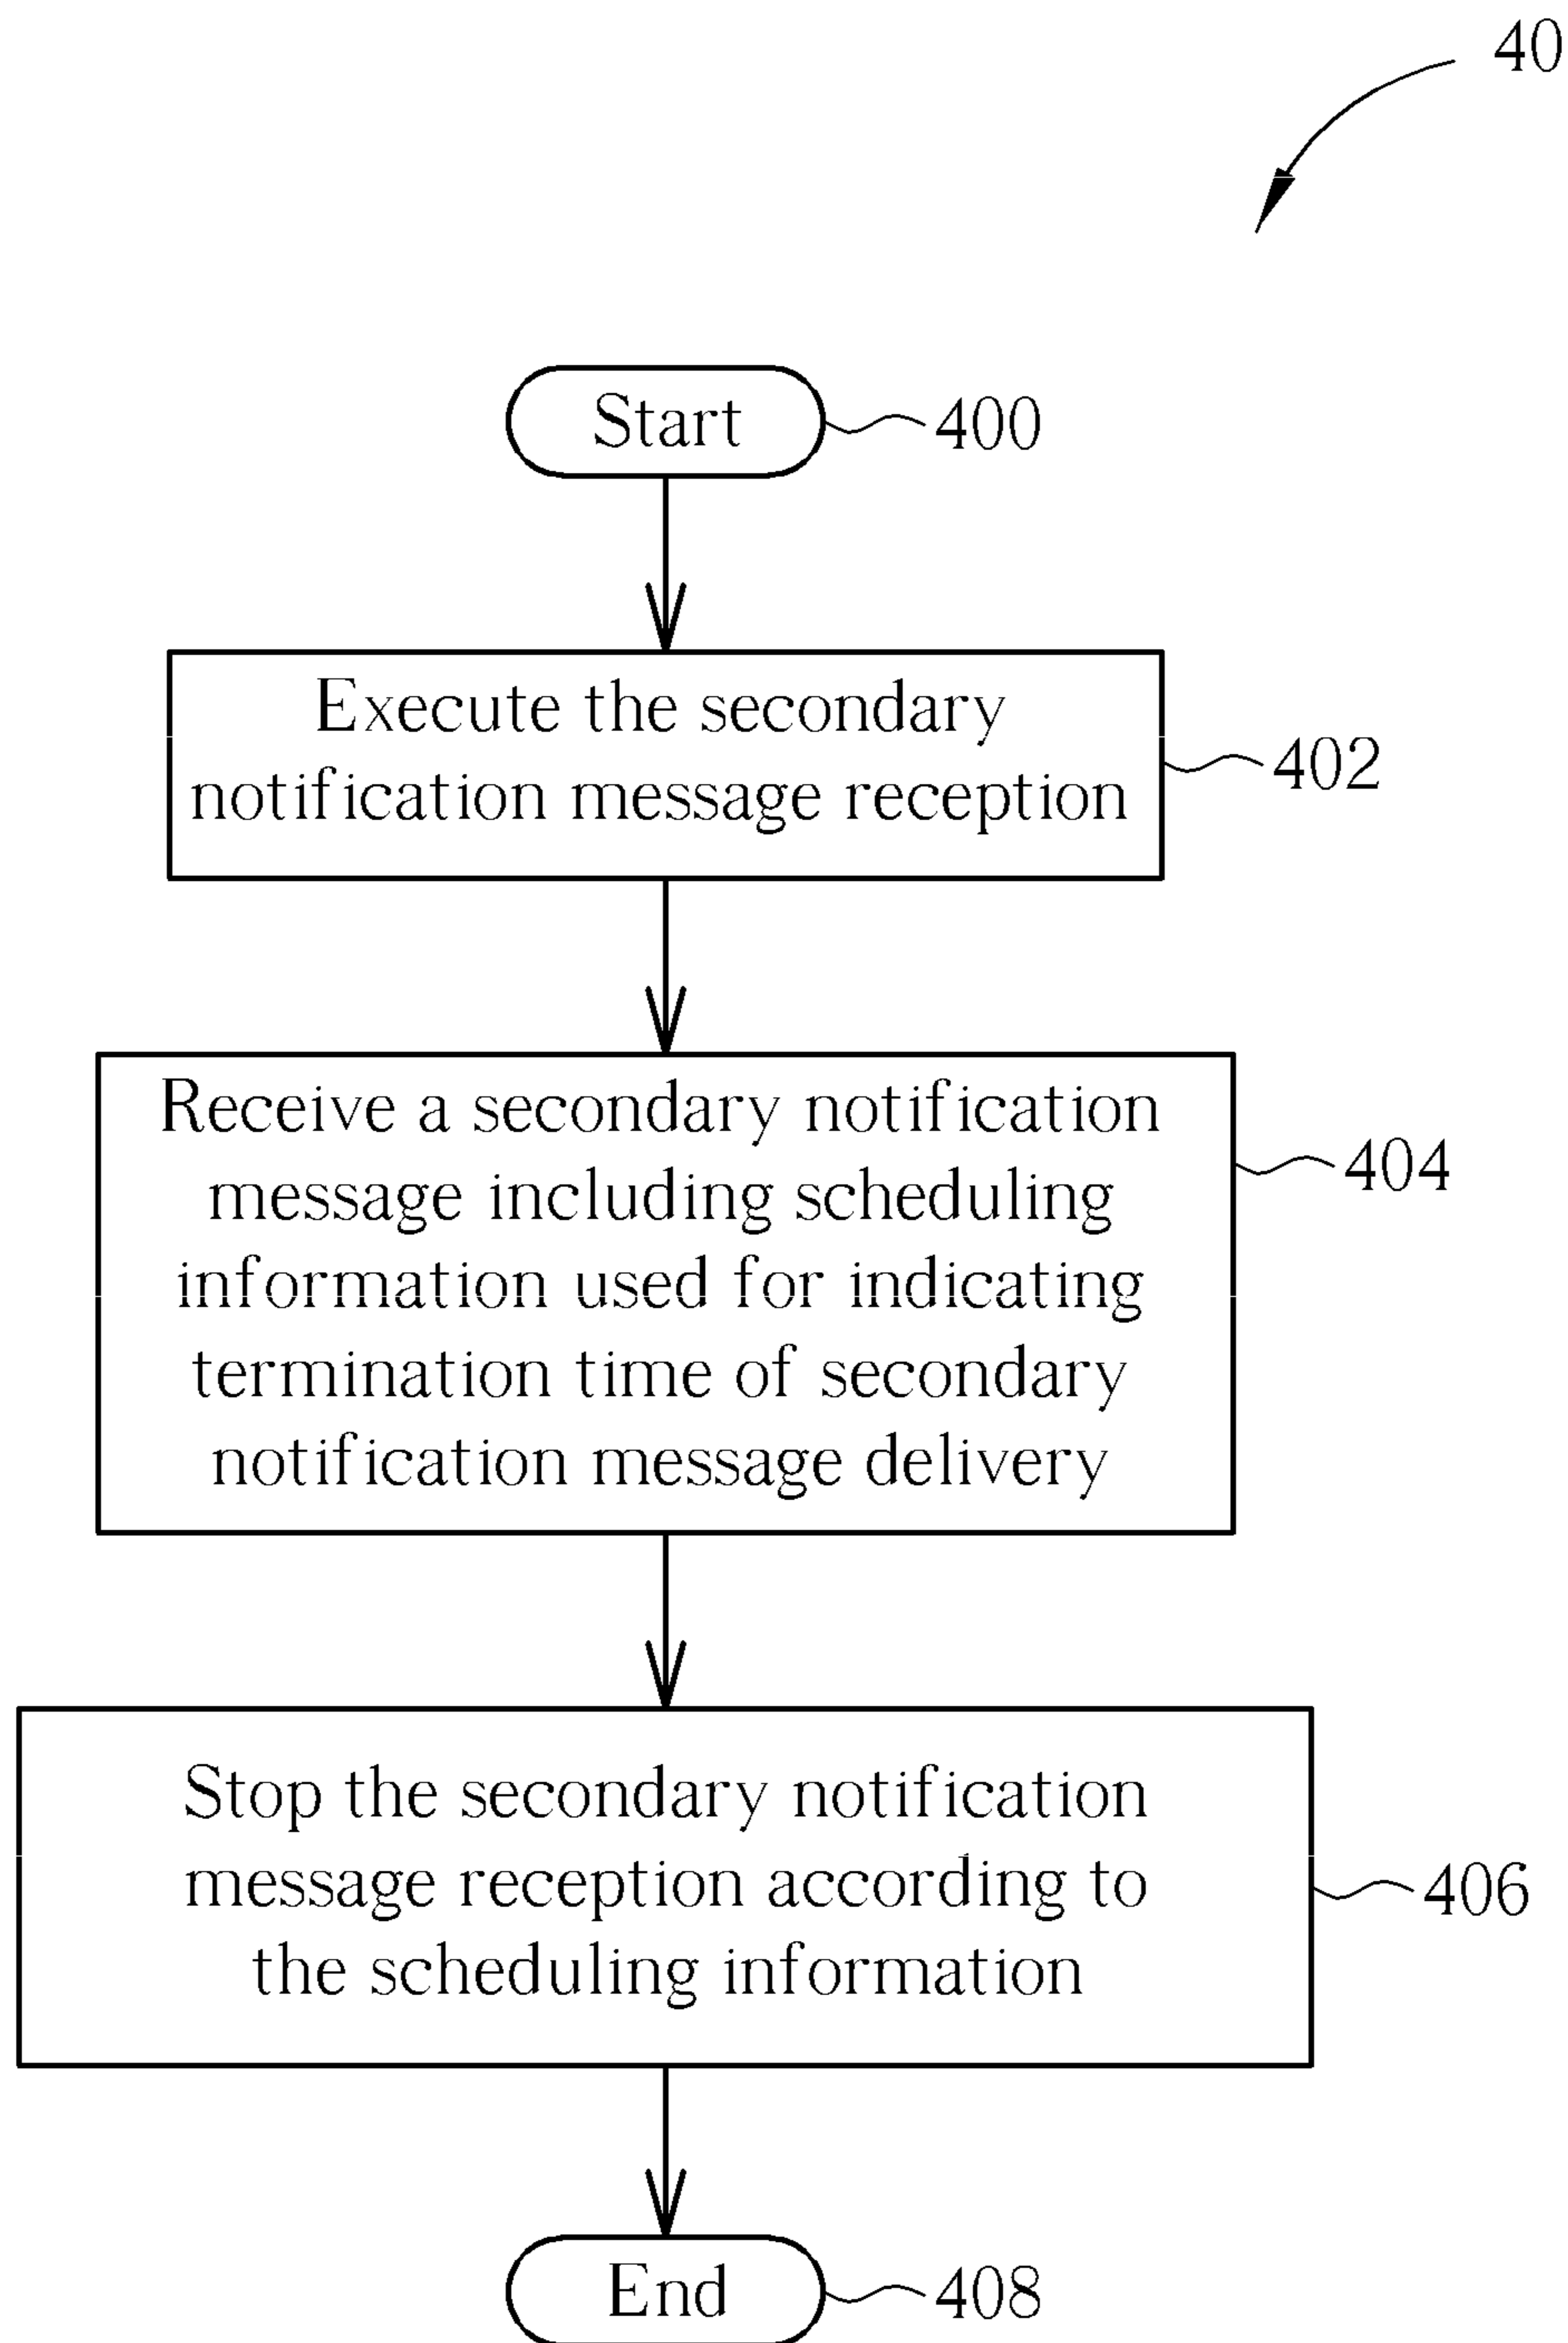 40
Start
400
Execute the secondary
notification message reception
402
Receive a secondary notification
message including scheduling
information used for indicating
termination time of secondary
notification message delivery
404
Stop the secondary notification
message reception according to
the scheduling information
406
End
408